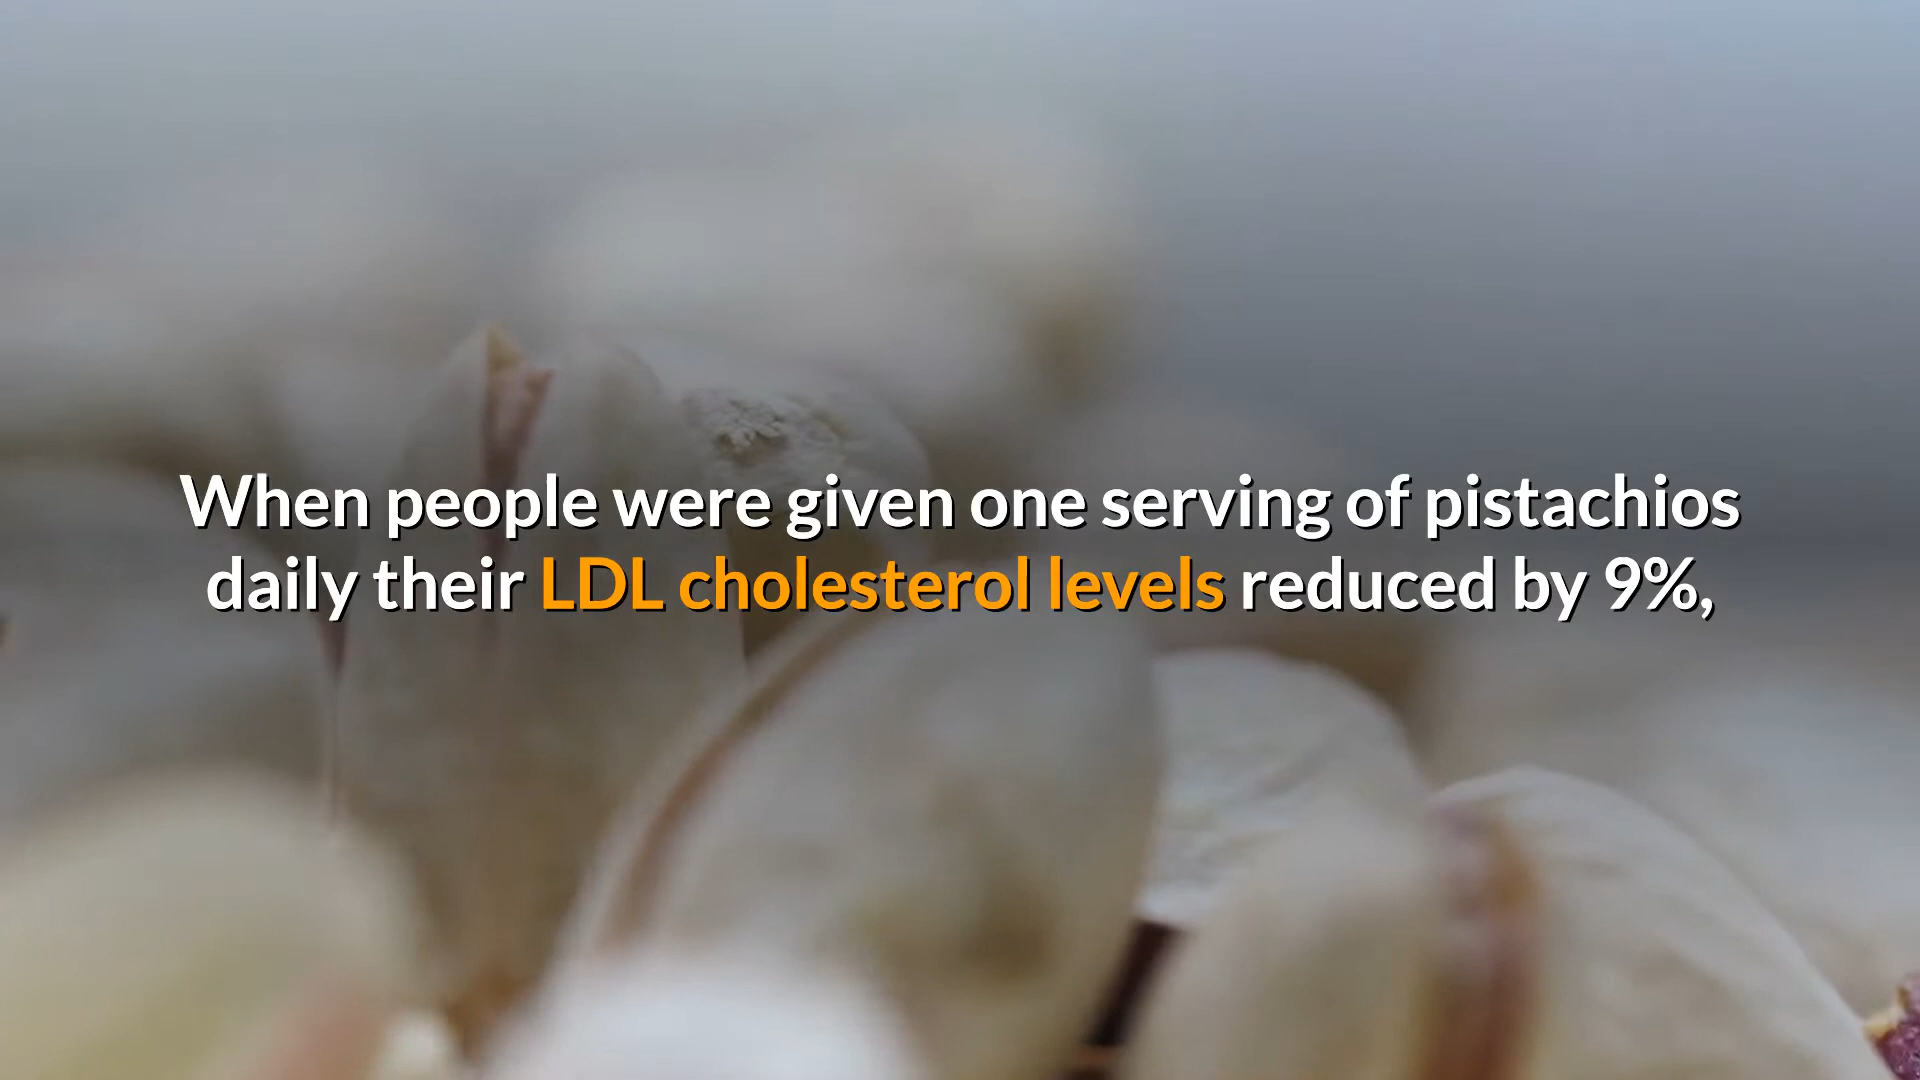 When people were given one serving of pistachios
daily their LDL cholesterol levels reduced by 9%,